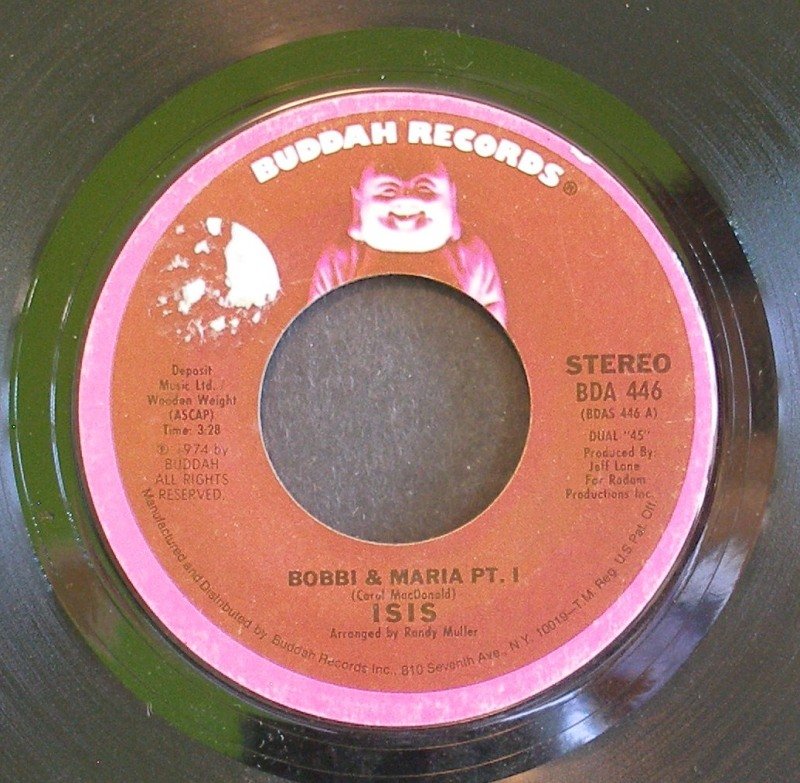 BUDDAH RECORDS®
Deposit
Music Ltd. /
Wooden Weight
(ASCAP)
Time: 3:28
℗ 1974 by
BUDDAH
ALL RIGHTS
RESERVED.
STEREO
BDA 446
(BDAS 446 A)
DUAL "45"
Produced By:
Jeff Lane
For Radam
Productions Inc.
BOBBI & MARIA PT. I
(Carol MacDonald)
ISIS
Arranged by Randy Muller
Manufactured and Distributed by Buddah Records Inc., 810 Seventh Ave., N.Y. 10019—T.M. Reg. U.S. Pat. Off.